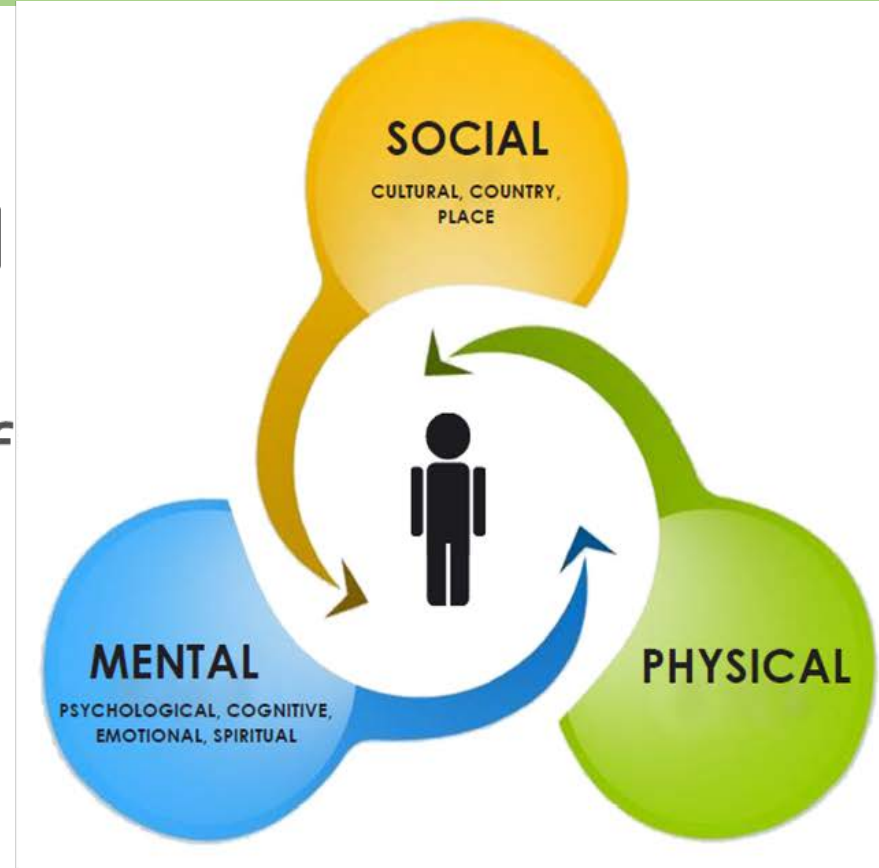 SOCIAL
CULTURAL, COUNTRY,
PLACE
MENTAL
PSYCHOLOGICAL, COGNITIVE,
EMOTIONAL, SPIRITUAL
PHYSICAL